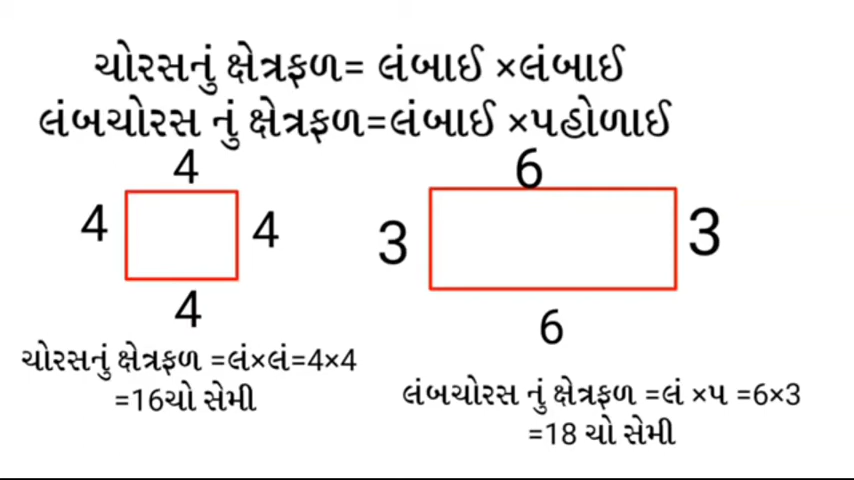 ચોરસનું ક્ષેત્રફળ= લંબાઈ ×લંબાઈ
લંબચોરસ નું ક્ષેત્રફળ=લંબાઈ ×પહોળાઈ
4
4
4
4
ચોરસનું ક્ષેત્રફળ =લં×લં=4×4
=16ચો સેમી
6
3
3
6
લંબચોરસ નું ક્ષેત્રફળ =લં ×પ =6×3
=18 ચો સેમી